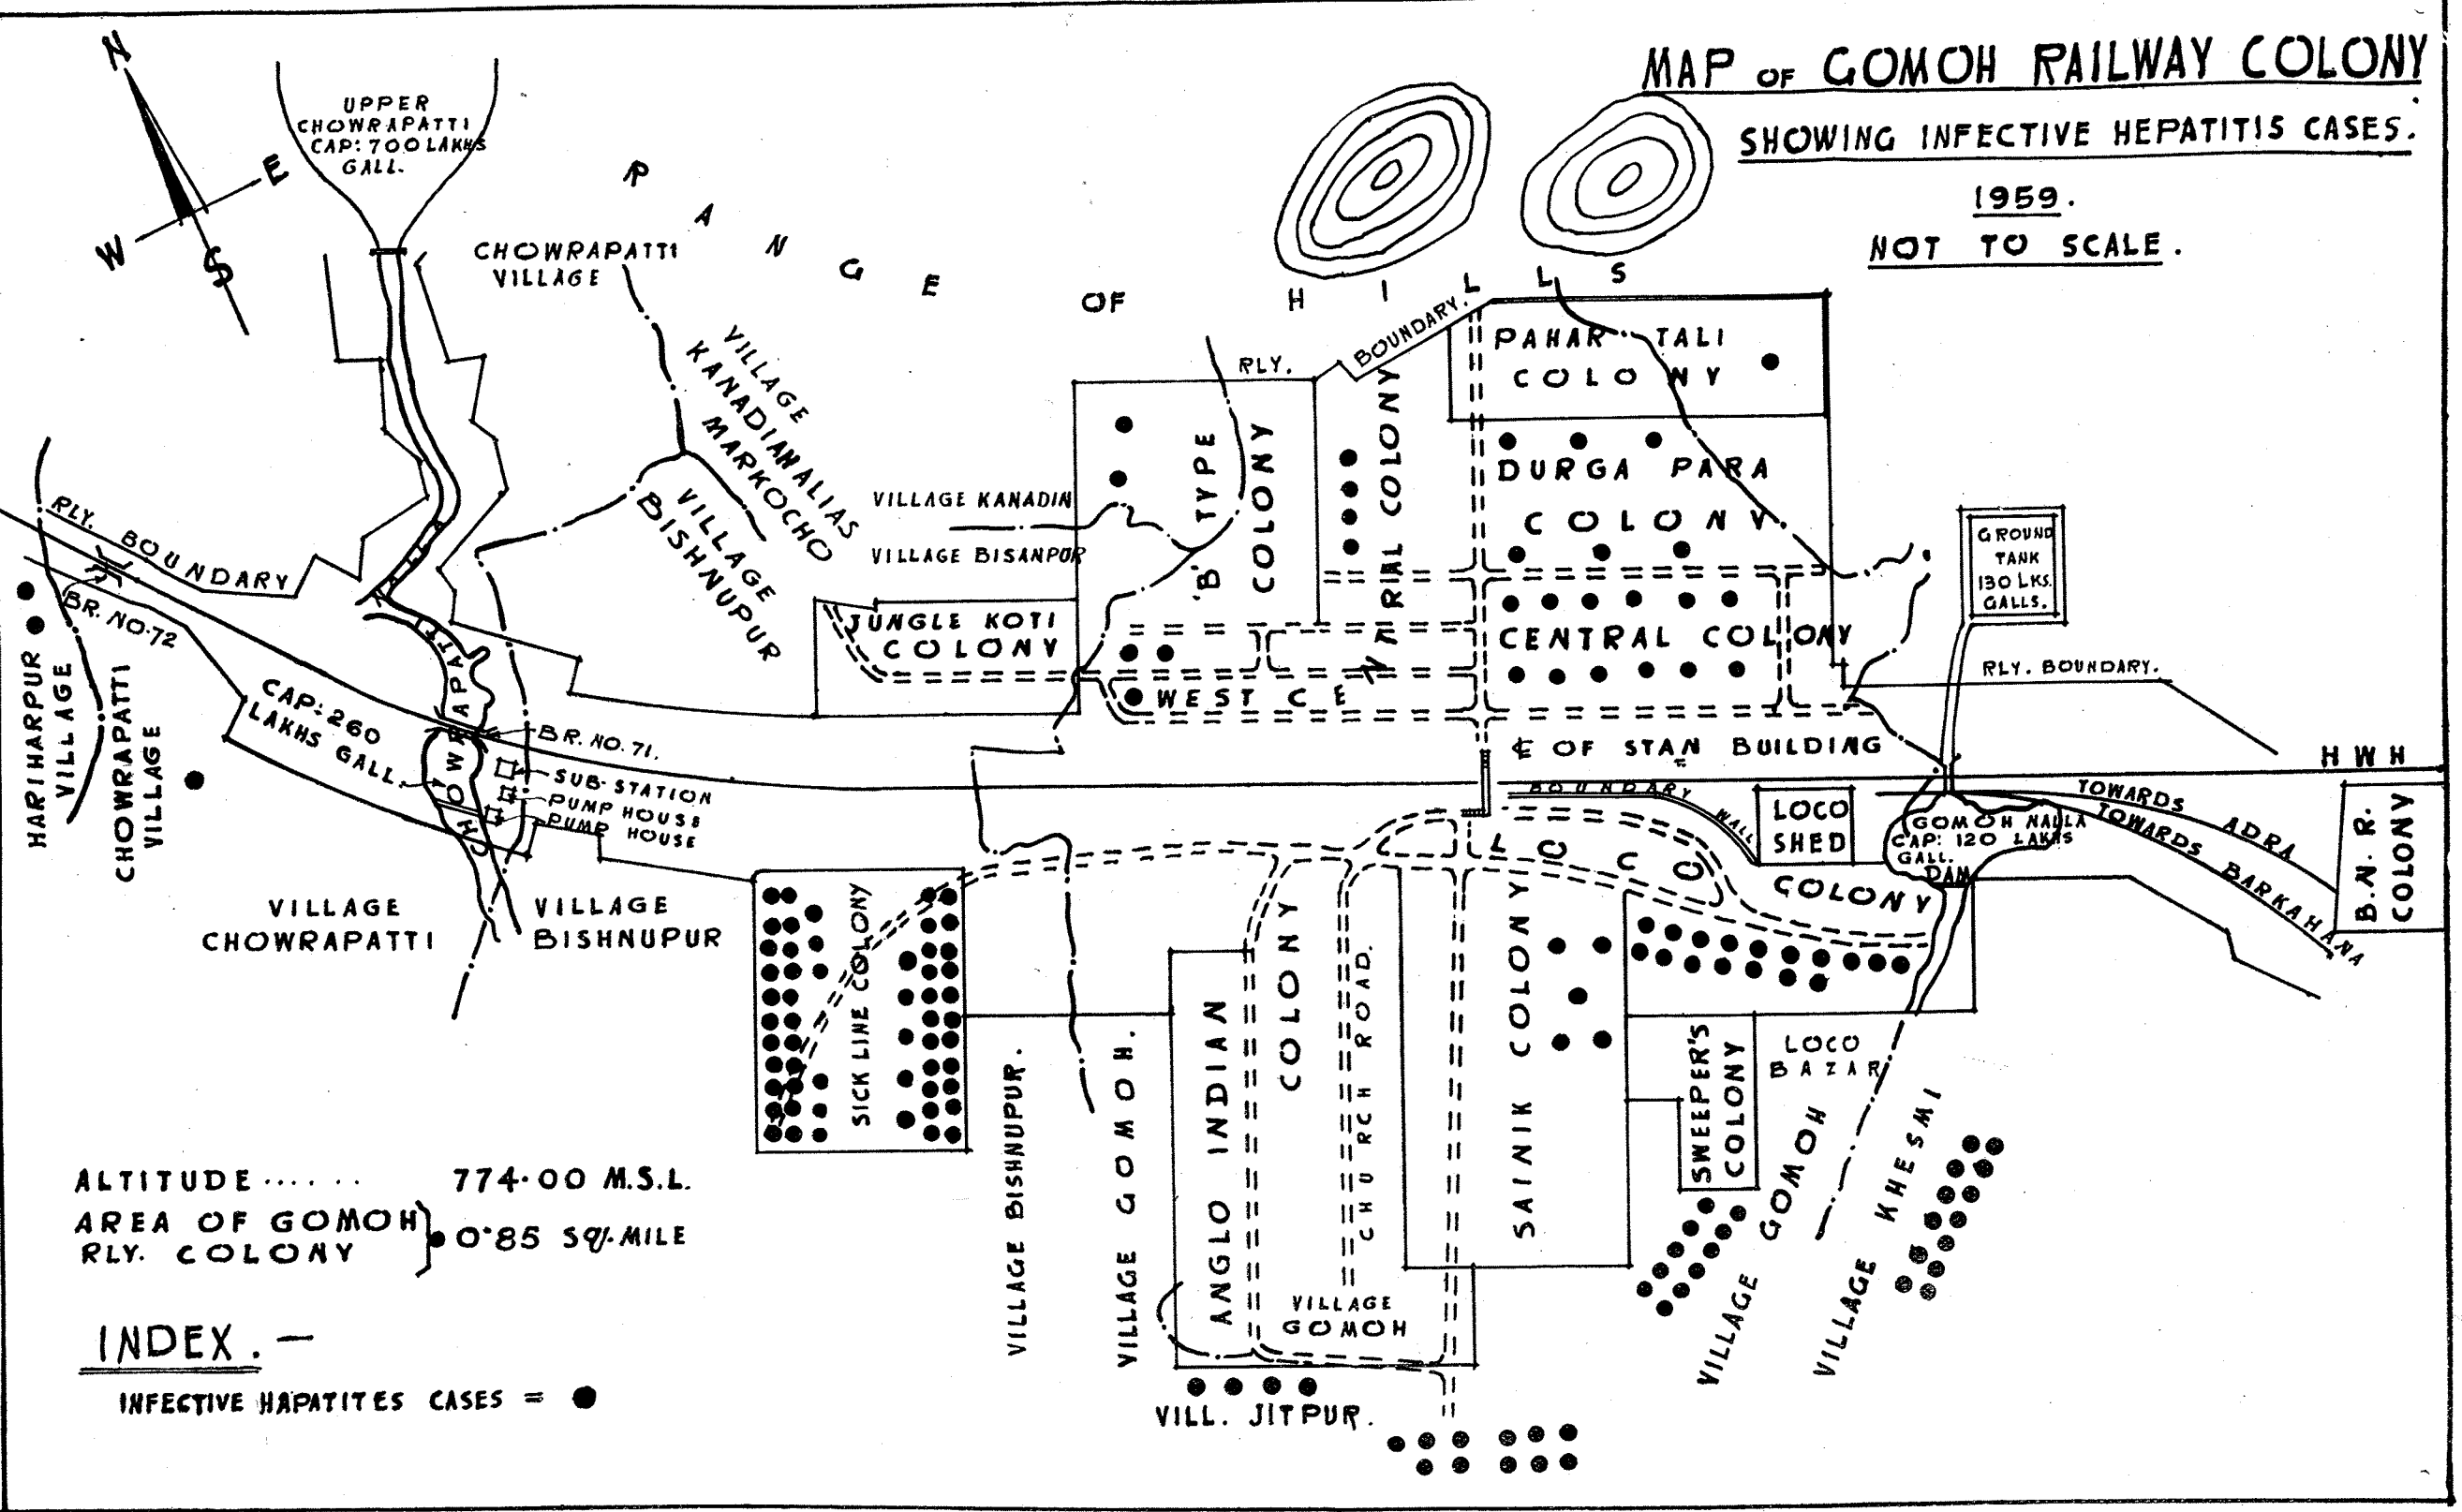 MAP OF GOMOH RAILWAY COLONY
SHOWING INFECTIVE HEPATITIS CASES.
1959.
NOT TO SCALE.
N
E
W
S
UPPER
CHOWRAPATTI
CAP: 700 LAKHS
GALL.
CHOWRAPATTI
VILLAGE
RANGE OF HILLS
VILLAGE
KANADIAN ALIAS
MARKOCHO
VILLAGE
BISHNUPUR
VILLAGE KANADIN
VILLAGE BISANPUR
RLY. BOUNDARY.
PAHAR TALI
COLONY
'B' TYPE
COLONY
DURGA PARA
COLONY
CENTRAL COLONY
JUNGLE KOTI
COLONY
WEST CENTRIAL COLONY
GROUND
TANK
130 LKS.
GALLS.
RLY. BOUNDARY.
RLY. BOUNDARY
BR. NO. 72
HARIHARPUR
VILLAGE
CHOWRAPATTI
VILLAGE
CAP: 260
LAKHS GALL.
CHOWRAPATTI
BR. NO. 71.
SUB-STATION
PUMP HOUSE
PUMP HOUSE
VILLAGE
CHOWRAPATTI
VILLAGE
BISHNUPUR
₵ OF STAN BUILDING
HWH
BOUNDARY WALL
LOCO
SHED
GOMOH NALLA
CAP: 120 LAKHS
GALL.
DAM
TOWARDS ADRA
TOWARDS BARKAHANA
B.N.R.
COLONY
LOCO
COLONY
SICK LINE COLONY
VILLAGE BISHNUPUR.
VILLAGE GOMOH.
ANGLO INDIAN
COLONY
CHURCH ROAD.
SAINIK COLONY
SWEEPER'S
COLONY
LOCO
BAZAR
VILLAGE GOMOH
VILLAGE KHESMI
VILLAGE
GOMOH
VILL. JITPUR.
ALTITUDE ...... 774.00 M.S.L.
AREA OF GOMOH
RLY. COLONY
0.85 Sq. MILE
INDEX. —
INFECTIVE HAPATITES CASES =